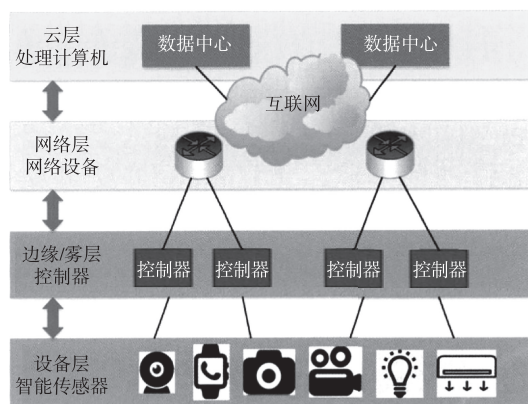 云层
处理计算机
数据中心
数据中心
互联网
网络层
网络设备
边缘/雾层
控制器
控制器
控制器
控制器
控制器
设备层
智能传感器